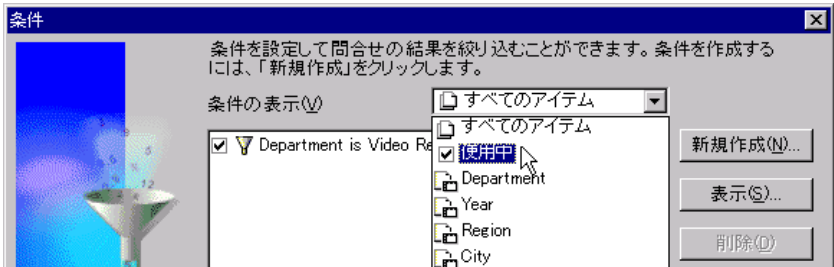 条件
条件を設定して問合せの結果を絞り込むことができます。条件を作成する
には、「新規作成」をクリックします。
条件の表示(V)
すべてのアイテム
すべてのアイテム
Department is Video Re
使用中
Department
Year
Region
City
新規作成(N)...
表示(S)...
削除(D)